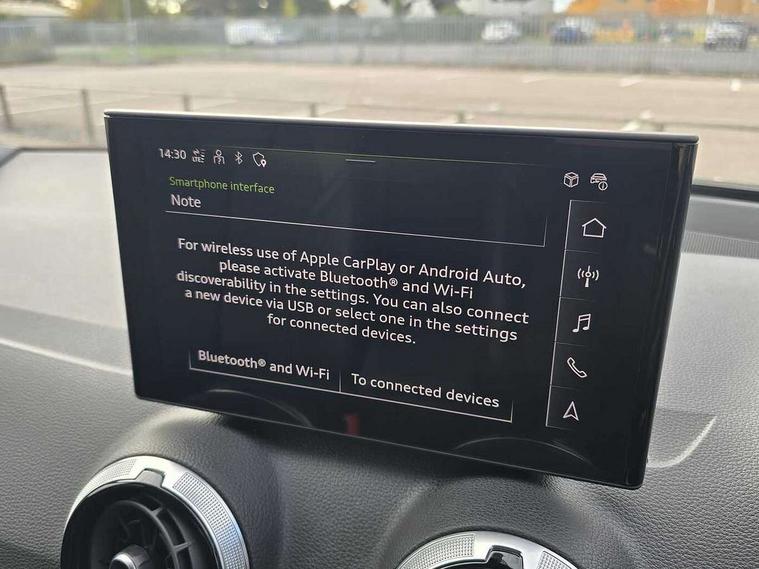 14:30 LTE
Smartphone interface
Note
For wireless use of Apple CarPlay or Android Auto,
please activate Bluetooth® and Wi-Fi
discoverability in the settings. You can also connect
a new device via USB or select one in the settings
for connected devices.
Bluetooth® and Wi-Fi
To connected devices